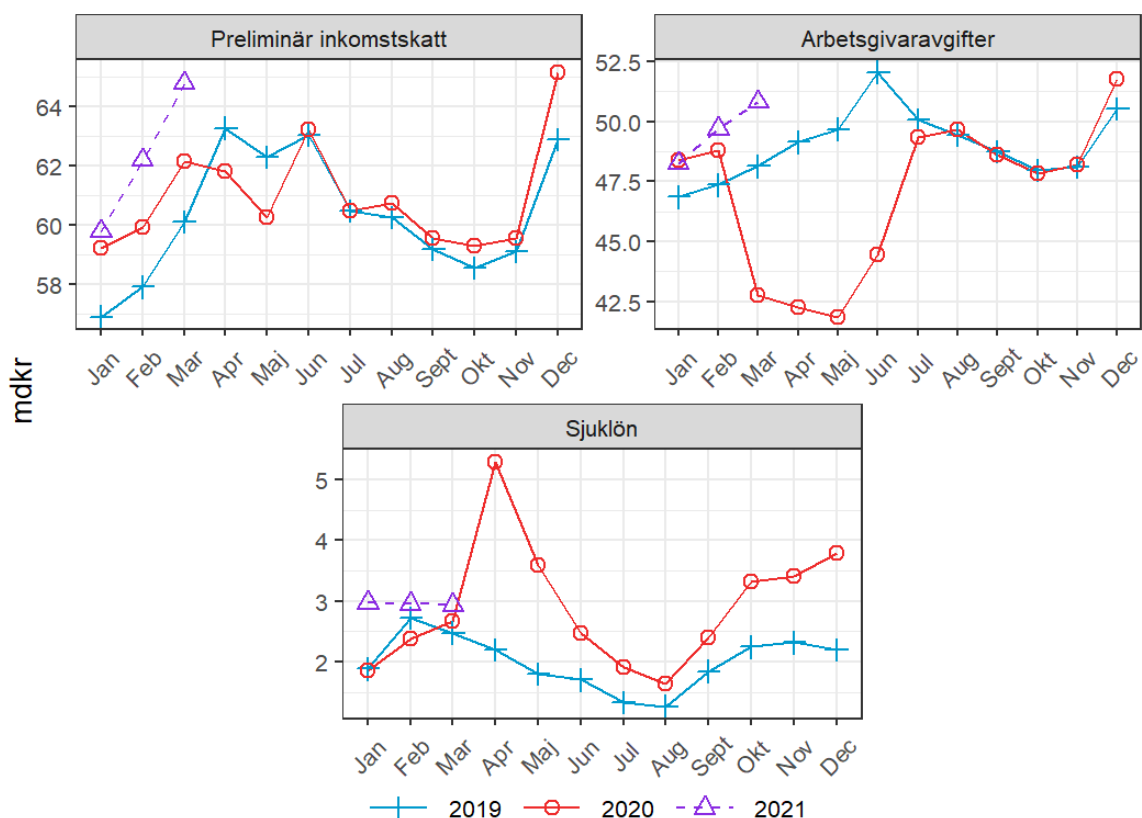 Preliminär inkomstskatt
64
62
60
58
Jan Feb Mar Apr Maj Jun Jul Aug Sept Okt Nov Dec
Arbetsgivaravgifter
52.5
50.0
47.5
45.0
42.5
Jan Feb Mar Apr Maj Jun Jul Aug Sept Okt Nov Dec
mdkr
Sjuklön
5
4
3
2
Jan Feb Mar Apr Maj Jun Jul Aug Sept Okt Nov Dec
2019 2020 2021